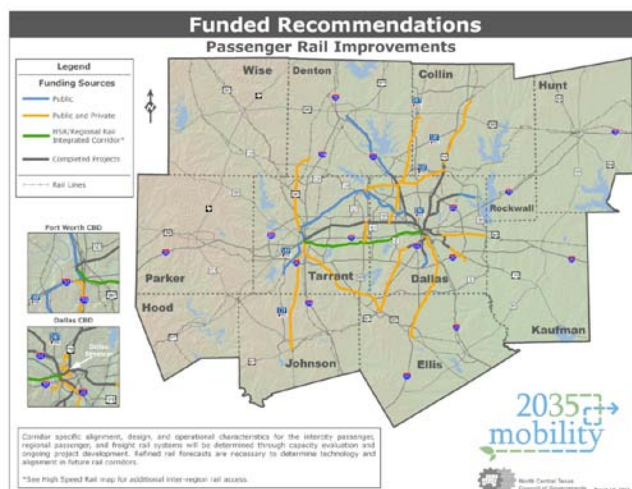 Funded Recommendations
Passenger Rail Improvements
Legend
Funding Sources
Public
Public and Private
HSR/Regional Rail
Integrated Corridor*
Completed Projects
Rail Lines
N
Wise
Denton
Collin
Hunt
Rockwall
Parker
Tarrant
Dallas
Hood
Kaufman
Johnson
Ellis
Fort Worth CBD
Dallas CBD
Corridor specific alignment, design, and operational characteristics for the intercity passenger,
regional passenger, and freight rail systems will be determined through capacity evaluation and
ongoing project development. Refined rail forecasts are necessary to determine technology and
alignment in future rail corridors.
*See High Speed Rail map for additional inter-region rail access
2035
mobility
North Central Texas
Council of Governments